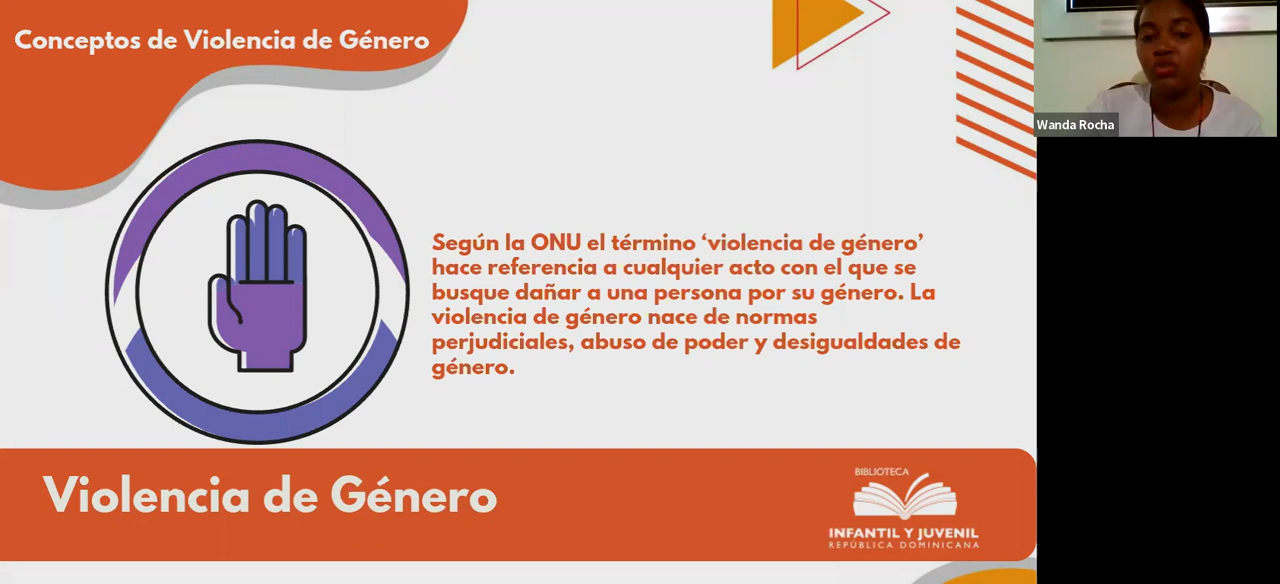 Conceptos de Violencia de Género
Wanda Rocha
Según la ONU el término ‘violencia de género’
hace referencia a cualquier acto con el que se
busque dañar a una persona por su género. La
violencia de género nace de normas
perjudiciales, abuso de poder y desigualdades de
género.
Violencia de Género
BIBLIOTECA
INFANTIL Y JUVENIL
REPÚBLICA DOMINICANA